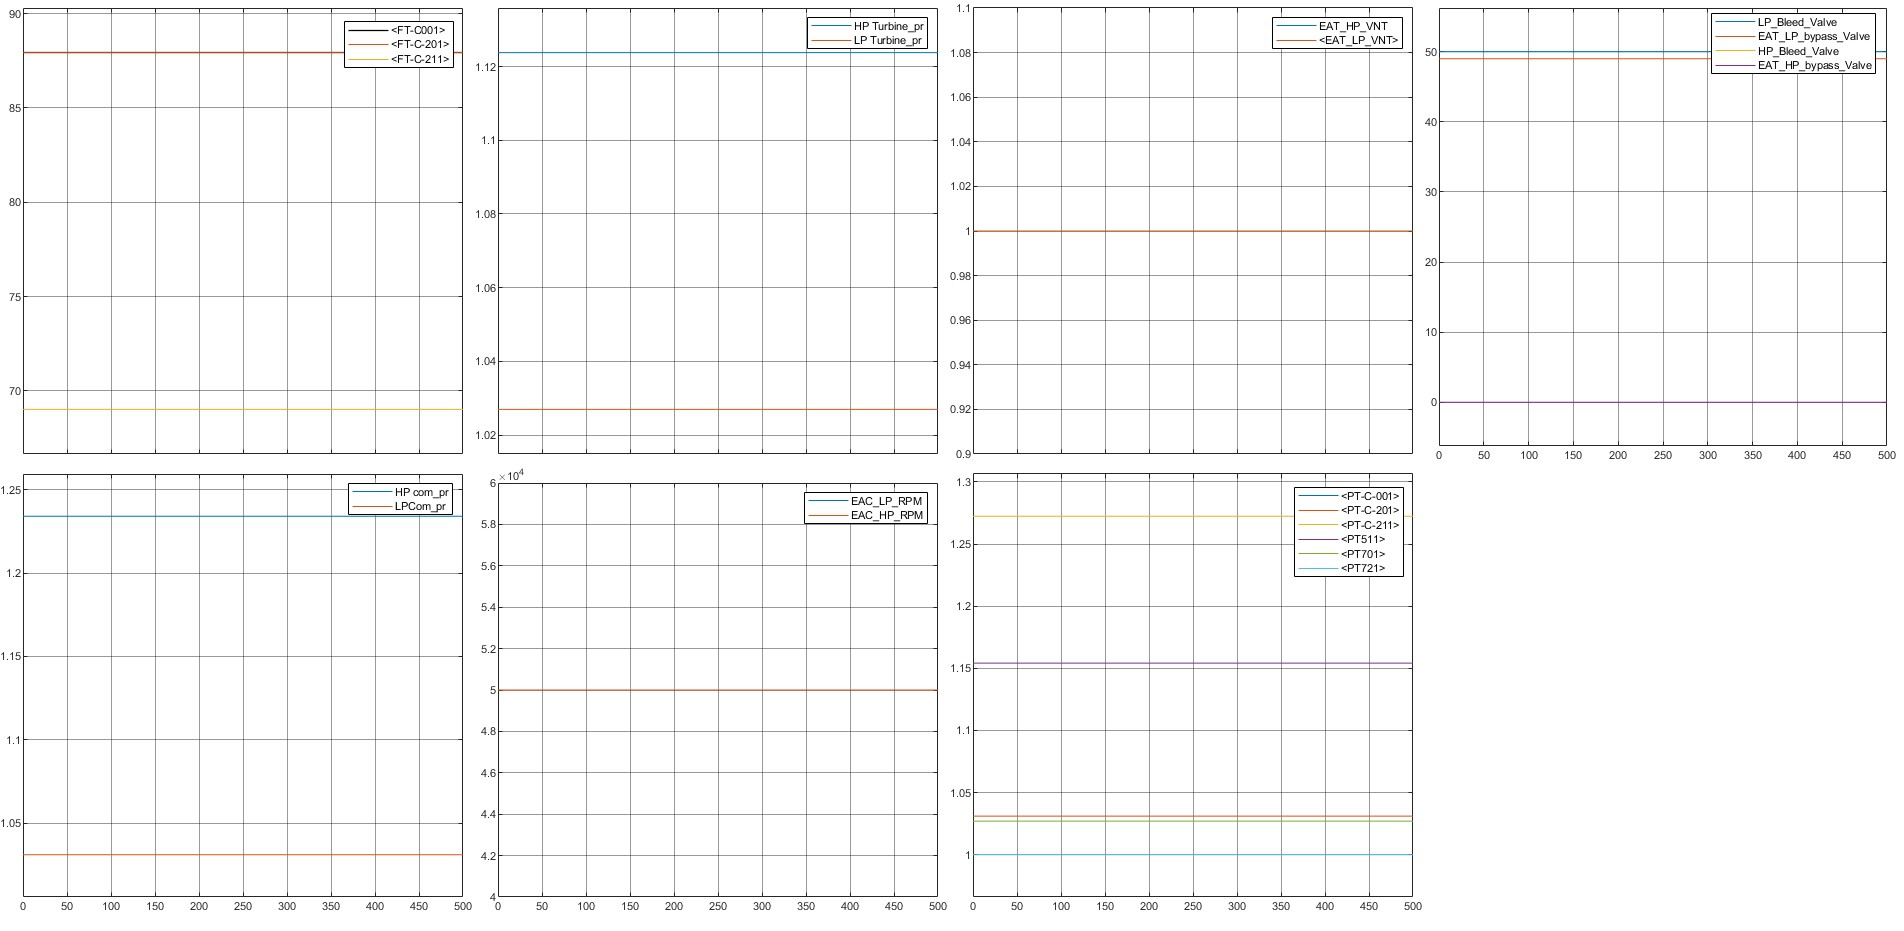 90
85
80
75
70
<FT-C001>
<FT-C-201>
<FT-C-211>
1.12
1.1
1.08
1.06
1.04
1.02
HP Turbine_pr
LP Turbine_pr
1.1
1.08
1.06
1.04
1.02
1
0.98
0.96
0.94
0.92
0.9
EAT_HP_VNT
<EAT_LP_VNT>
50
40
30
20
10
0
LP_Bleed_Valve
EAT_LP_bypass_Valve
HP_Bleed_Valve
EAT_HP_bypass_Valve
0 50 100 150 200 250 300 350 400 450 500
1.25
1.2
1.15
1.1
1.05
HP com_pr
LPCom_pr
0 50 100 150 200 250 300 350 400 450 500
×10^4
6
5.8
5.6
5.4
5.2
5
4.8
4.6
4.4
4.2
4
EAC_LP_RPM
EAC_HP_RPM
0 50 100 150 200 250 300 350 400 450 500
1.3
1.25
1.2
1.15
1.1
1.05
1
<PT-C-001>
<PT-C-201>
<PT-C-211>
<PT511>
<PT701>
<PT721>
0 50 100 150 200 250 300 350 400 450 500